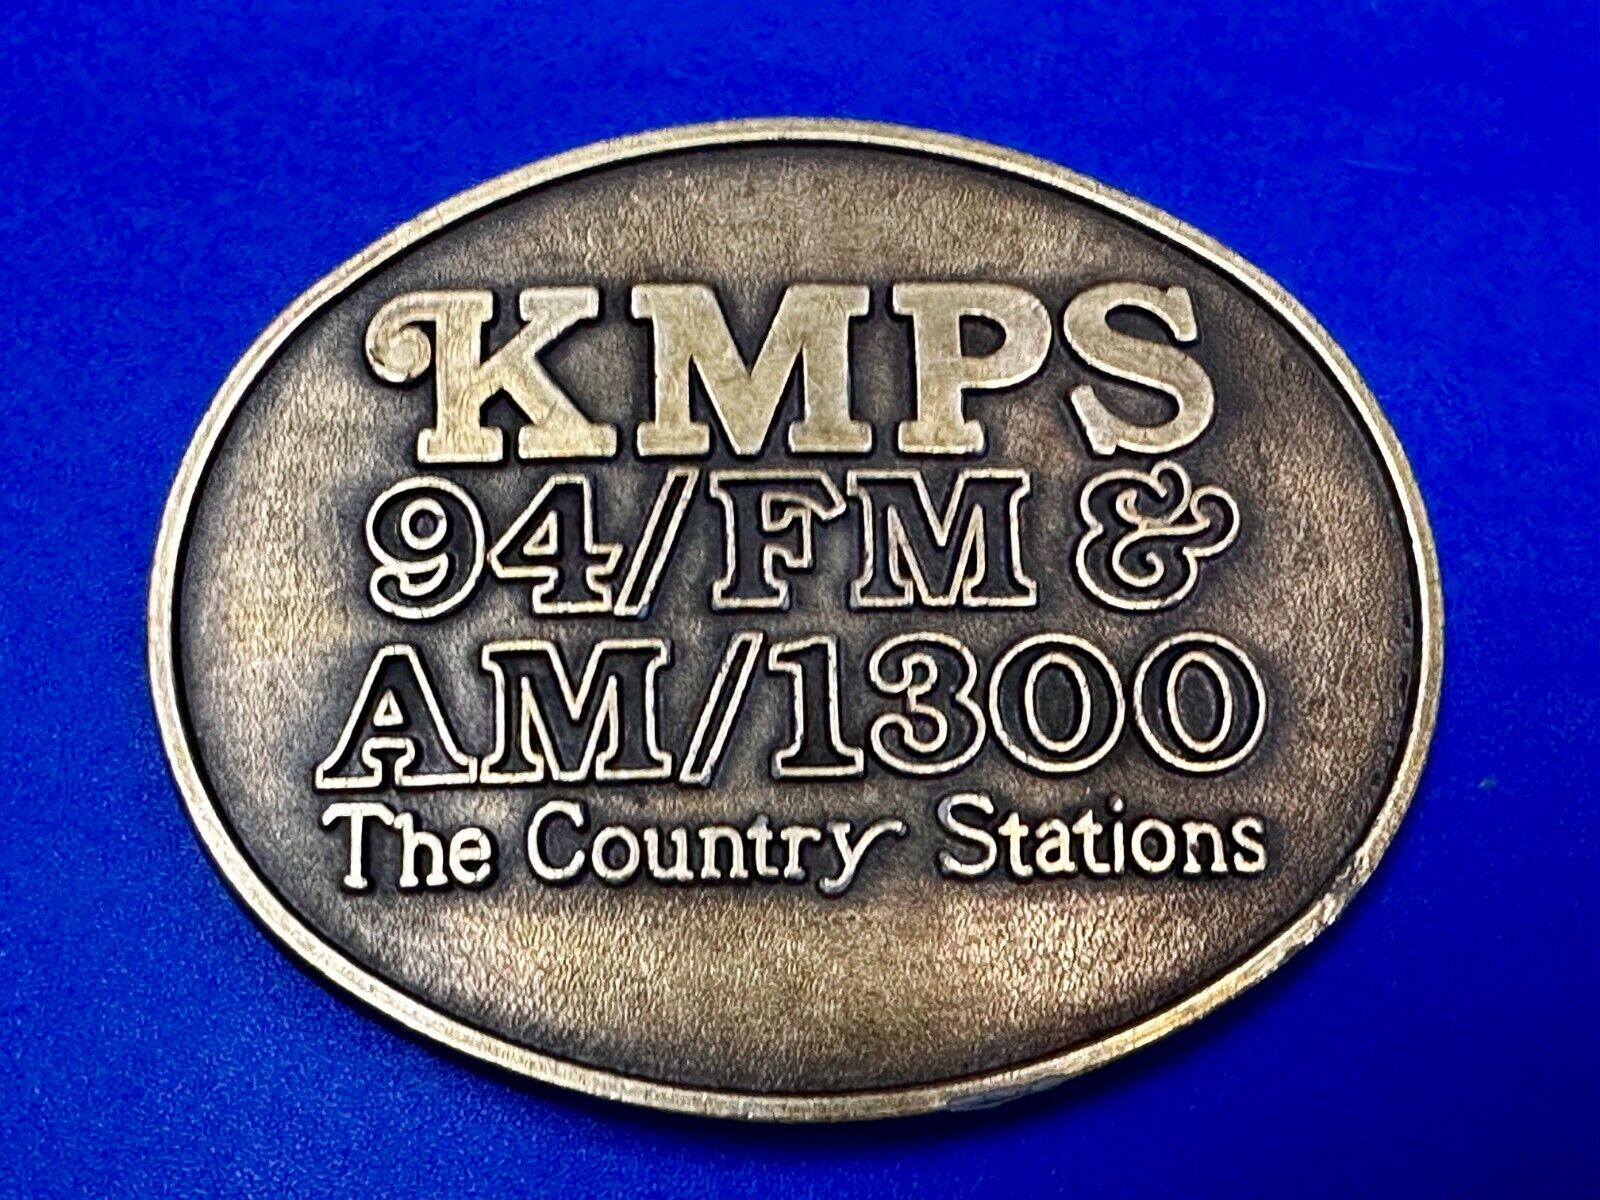 KMPS
94/FM &
AM/1300
The Country Stations